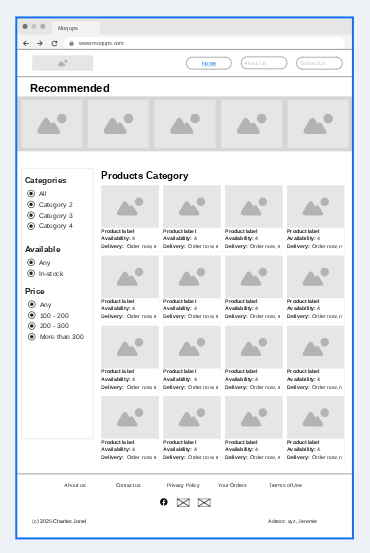 Moqups
www.moqups.com
Home
About Us
Contact us
Recommended
Categories
All
Category 2
Category 3
Category 4
Available
Any
In-stock
Price
Any
100 - 200
200 - 300
More than 300
Products Category
Product label Product label Product label Product label
Availability: 4 Availability: 4 Availability: 4 Availability: 4
Delivery: Order now, Delivery: Order now, Delivery: Order now, Delivery: Order now,
Product label Product label Product label Product label
Availability: 4 Availability: 4 Availability: 4 Availability: 4
Delivery: Order now, Delivery: Order now, Delivery: Order now, Delivery: Order now,
Product label Product label Product label Product label
Availability: 4 Availability: 4 Availability: 4 Availability: 4
Delivery: Order now, Delivery: Order now, Delivery: Order now, Delivery: Order now,
Product label Product label Product label Product label
Availability: 4 Availability: 4 Availability: 4 Availability: 4
Delivery: Order now, Delivery: Order now, Delivery: Order now, Delivery: Order now,
About us Contact us Privacy Policy Your Orders Terms of Use
(c) 2025 Charles Jonel Adress: xyz, Jeremie